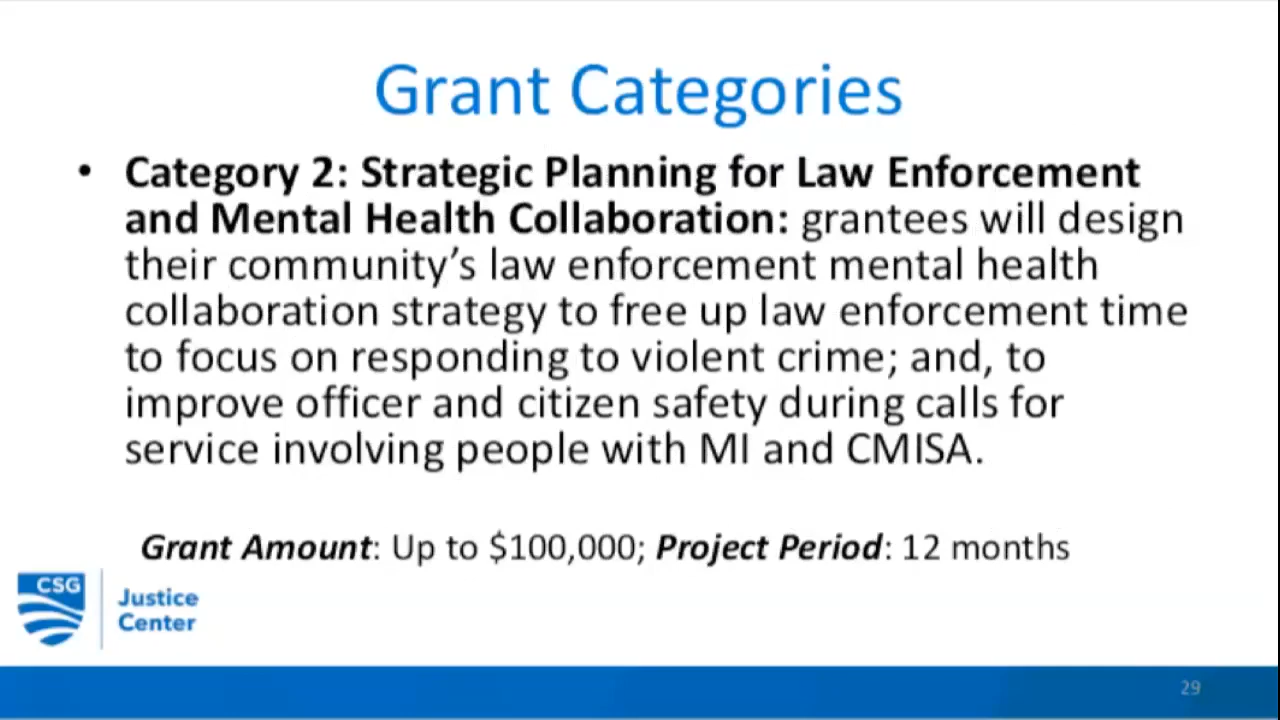 Grant Categories
• Category 2: Strategic Planning for Law Enforcement
and Mental Health Collaboration: grantees will design
their community’s law enforcement mental health
collaboration strategy to free up law enforcement time
to focus on responding to violent crime; and, to
improve officer and citizen safety during calls for
service involving people with MI and CMISA.
Grant Amount: Up to $100,000; Project Period: 12 months
CSG
Justice
Center
29